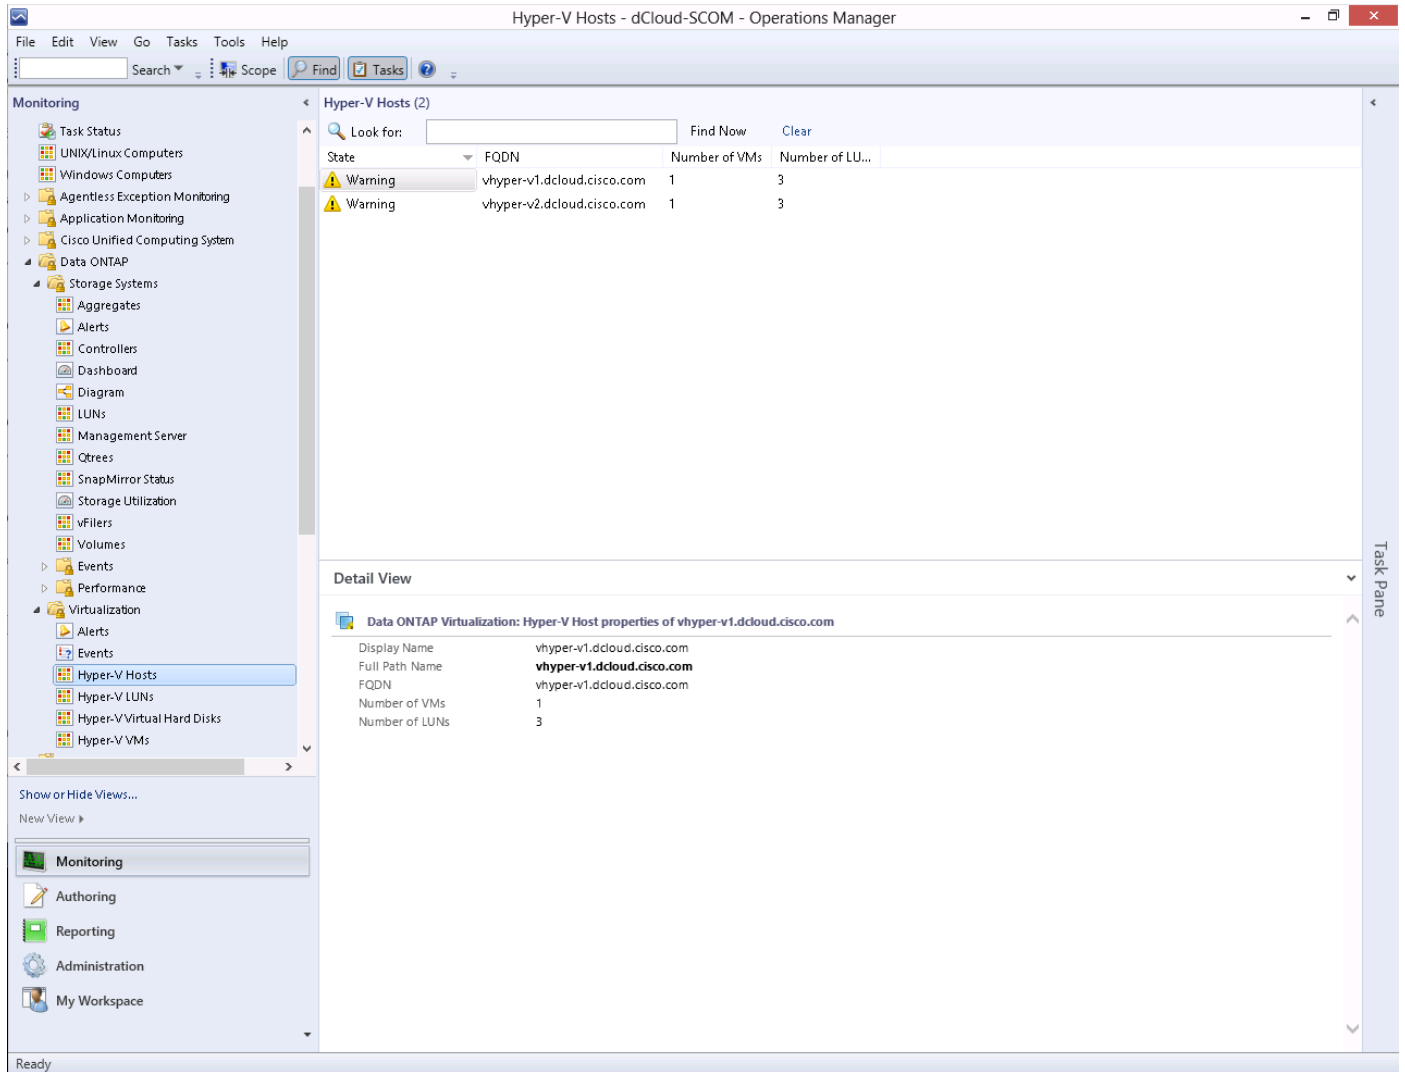 Hyper-V Hosts - dCloud-SCOM - Operations Manager
File Edit View Go Tasks Tools Help
Search Scope Find Tasks
Monitoring
Task Status
UNIX/Linux Computers
Windows Computers
Agentless Exception Monitoring
Application Monitoring
Cisco Unified Computing System
Data ONTAP
Storage Systems
Aggregates
Alerts
Controllers
Dashboard
Diagram
LUNs
Management Server
Qtrees
SnapMirror Status
Storage Utilization
vFilers
Volumes
Events
Performance
Virtualization
Alerts
Events
Hyper-V Hosts
Hyper-V LUNs
Hyper-V Virtual Hard Disks
Hyper-V VMs
Show or Hide Views...
New View
Monitoring
Authoring
Reporting
Administration
My Workspace
Hyper-V Hosts (2)
Look for: Find Now Clear
State FQDN Number of VMs Number of LU...
Warning vhyper-v1.dcloud.cisco.com 1 3
Warning vhyper-v2.dcloud.cisco.com 1 3
Detail View
Data ONTAP Virtualization: Hyper-V Host properties of vhyper-v1.dcloud.cisco.com
Display Name vhyper-v1.dcloud.cisco.com
Full Path Name vhyper-v1.dcloud.cisco.com
FQDN vhyper-v1.dcloud.cisco.com
Number of VMs 1
Number of LUNs 3
Task Pane
Ready